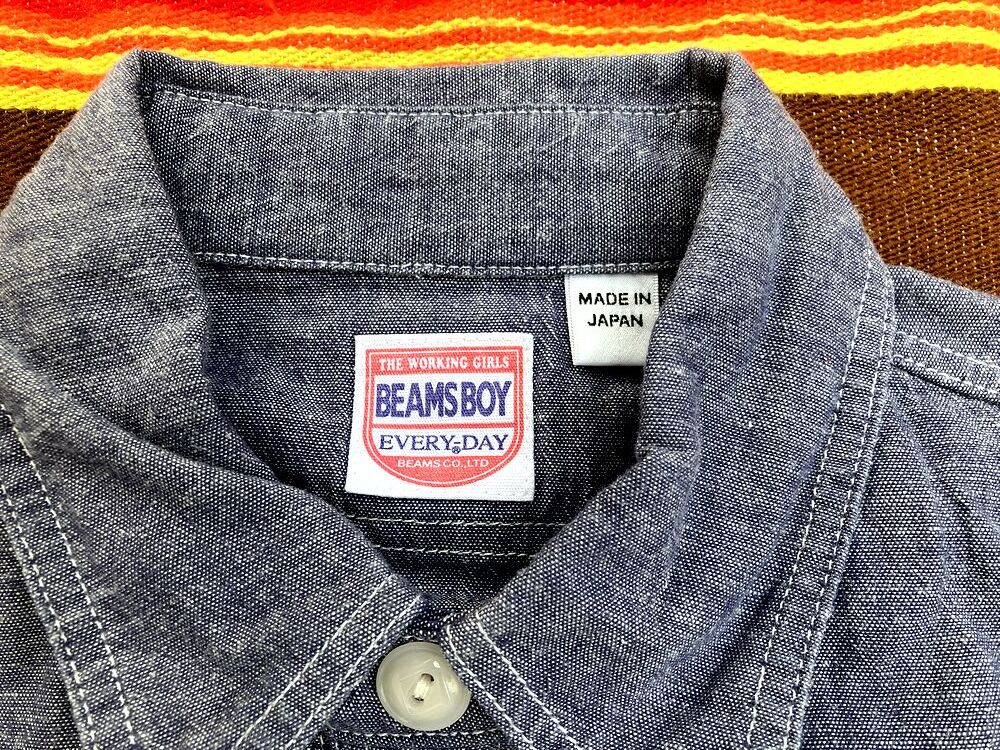 MADE IN
JAPAN
THE WORKING GIRLS
BEAMS BOY
EVERY-DAY
®
BEAMS CO.,LTD